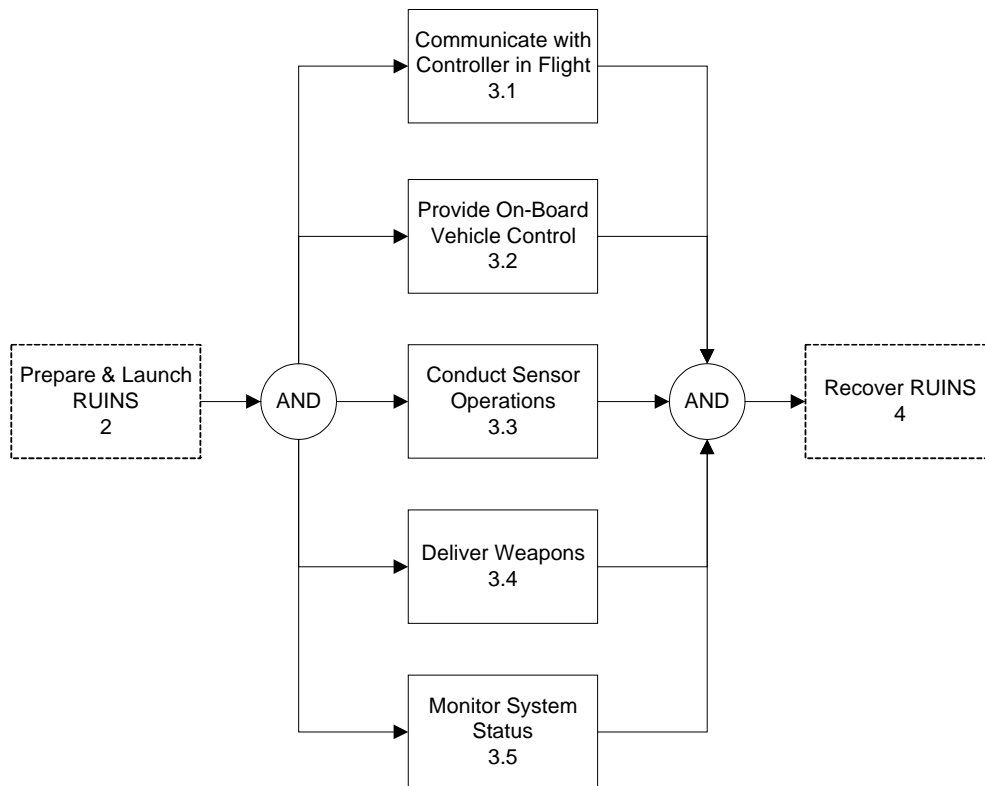 Communicate with
Controller in Flight
3.1
Provide On-Board
Vehicle Control
3.2
Prepare & Launch
RUINS
2
AND
Conduct Sensor
Operations
3.3
AND
Recover RUINS
4
Deliver Weapons
3.4
Monitor System
Status
3.5